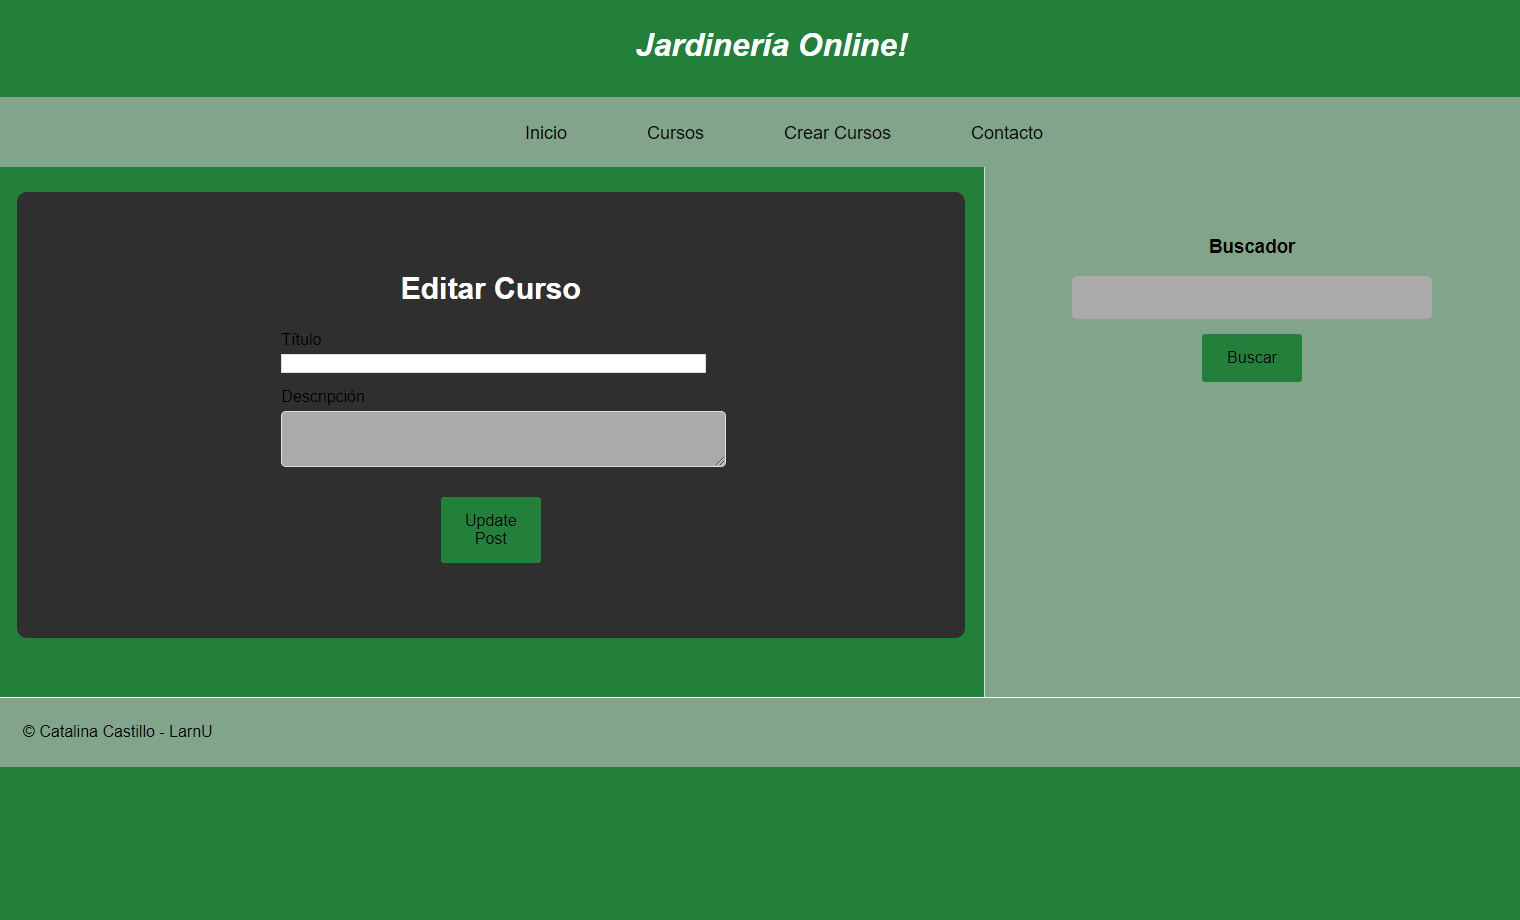 Jardinería Online!
Inicio Cursos Crear Cursos Contacto
Editar Curso
Título
Descripción
Update
Post
Buscador
Buscar
© Catalina Castillo - LarnU